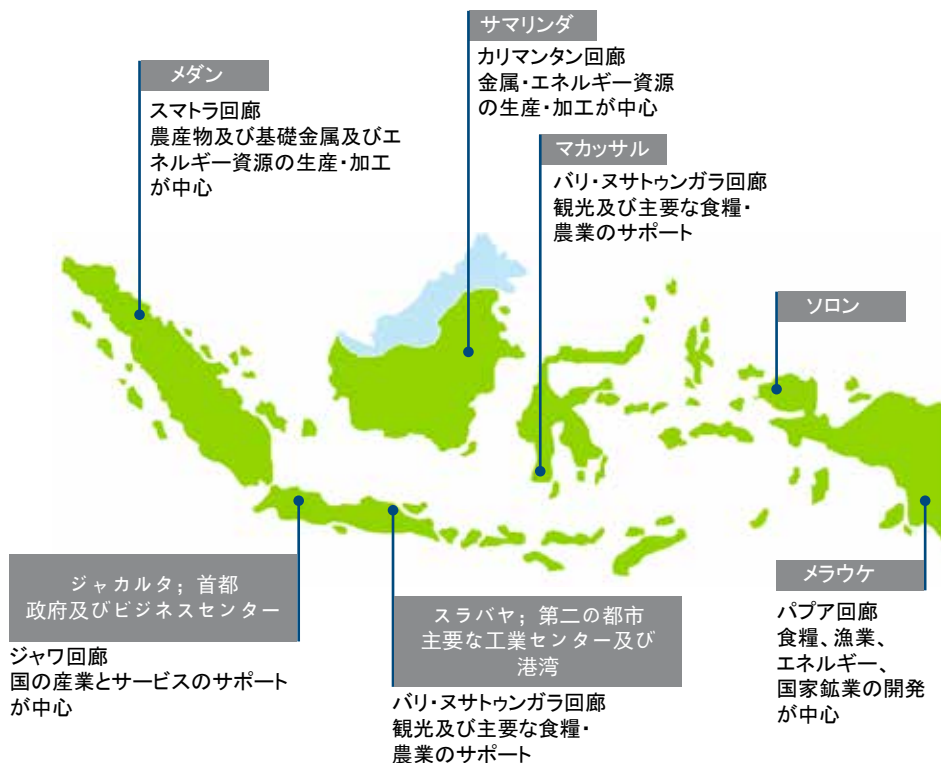 サマリンダ
カリマンタン回廊
金属・エネルギー資源
の生産・加工が中心
メダン
スマトラ回廊
農産物及び基礎金属及びエ
ネルギー資源の生産・加工
が中心
マカッサル
バリ・ヌサトゥンガラ回廊
観光及び主要な食糧・
農業のサポート
ソロン
ジャカルタ；首都
政府及びビジネスセンター
ジャワ回廊
国の産業とサービスのサポート
が中心
スラバヤ；第二の都市
主要な工業センター及び
港湾
バリ・ヌサトゥンガラ回廊
観光及び主要な食糧・
農業のサポート
メラウケ
パプア回廊
食糧、漁業、
エネルギー、
国家鉱業の開発
が中心